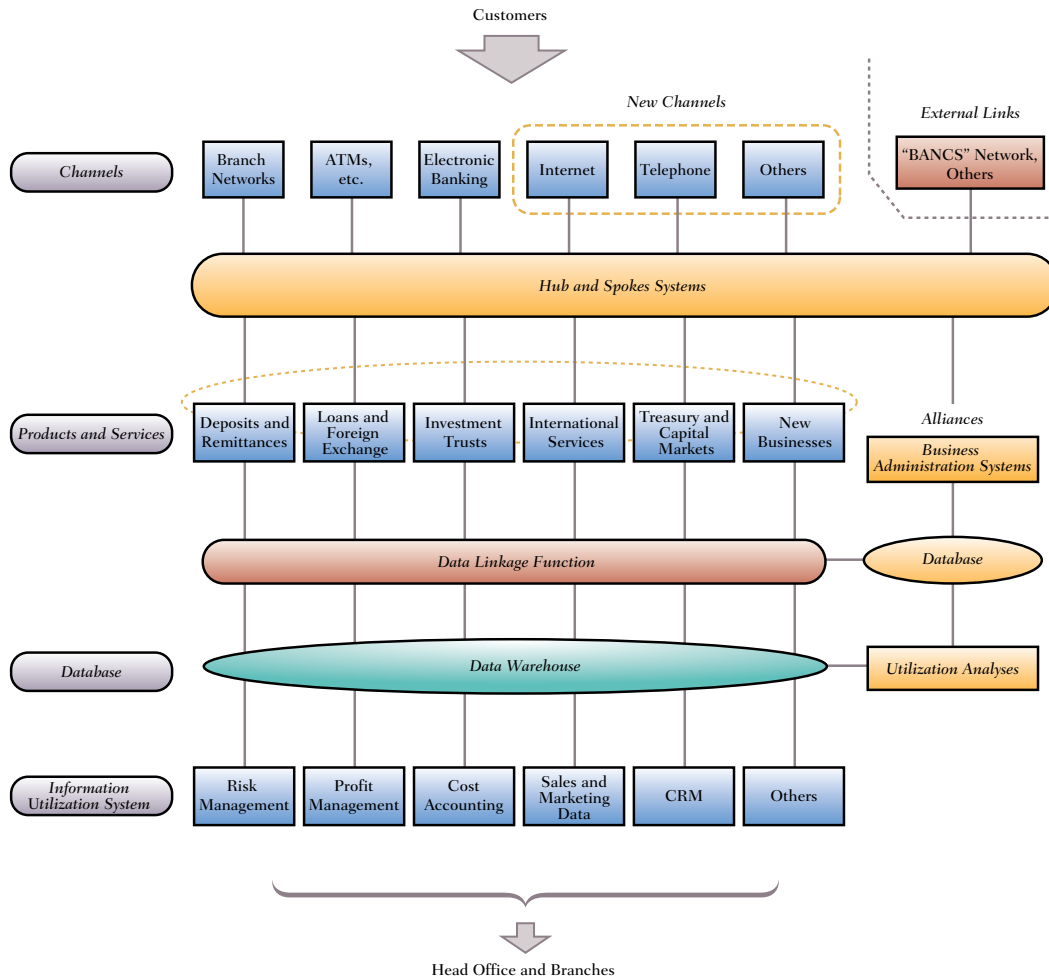 Customers
New Channels
External Links
Channels
Branch
Networks
ATMs,
etc.
Electronic
Banking
Internet
Telephone
Others
“BANCS” Network,
Others
Hub and Spokes Systems
Products and Services
Deposits and
Remittances
Loans and
Foreign
Exchange
Investment
Trusts
International
Services
Treasury and
Capital
Markets
New
Businesses
Alliances
Business
Administration Systems
Data Linkage Function
Database
Database
Data Warehouse
Utilization Analyses
Information
Utilization System
Risk
Management
Profit
Management
Cost
Accounting
Sales and
Marketing
Data
CRM
Others
Head Office and Branches